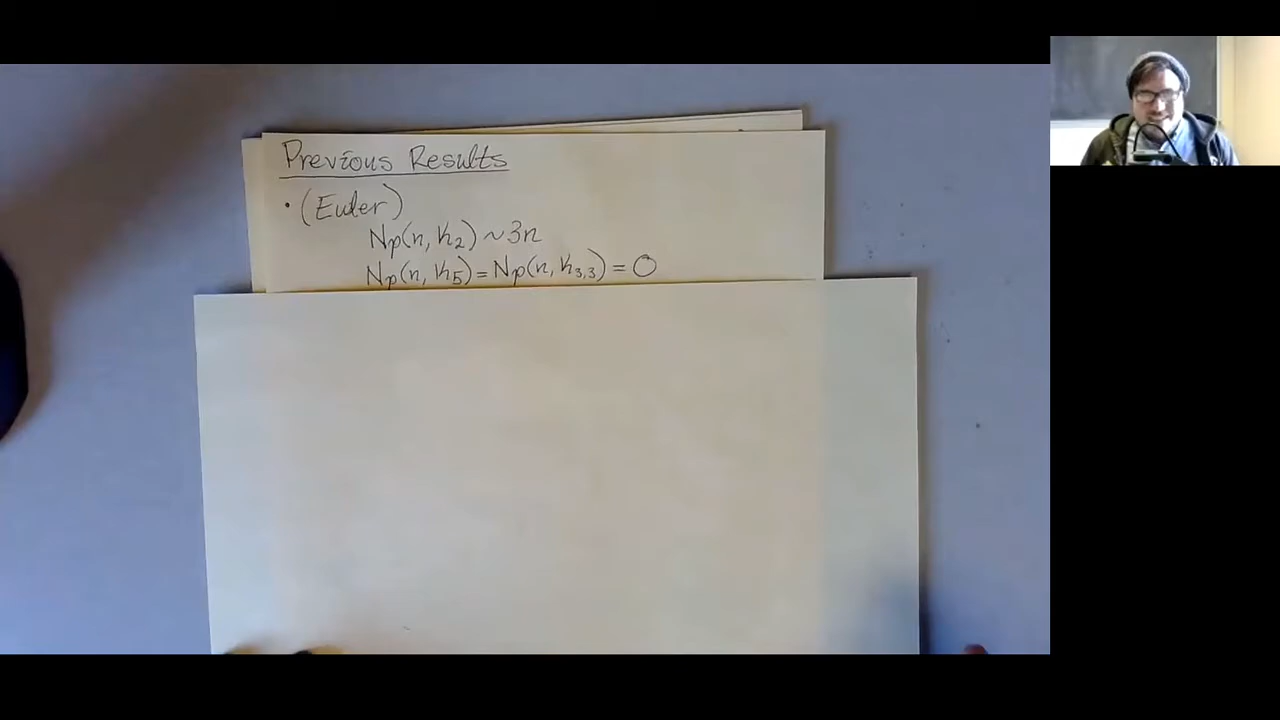 Previous Results
• (Euler)
Np(n, K₂) ~ 3n
Np(n, K₅) = Np(n, K₃,₃) = 0